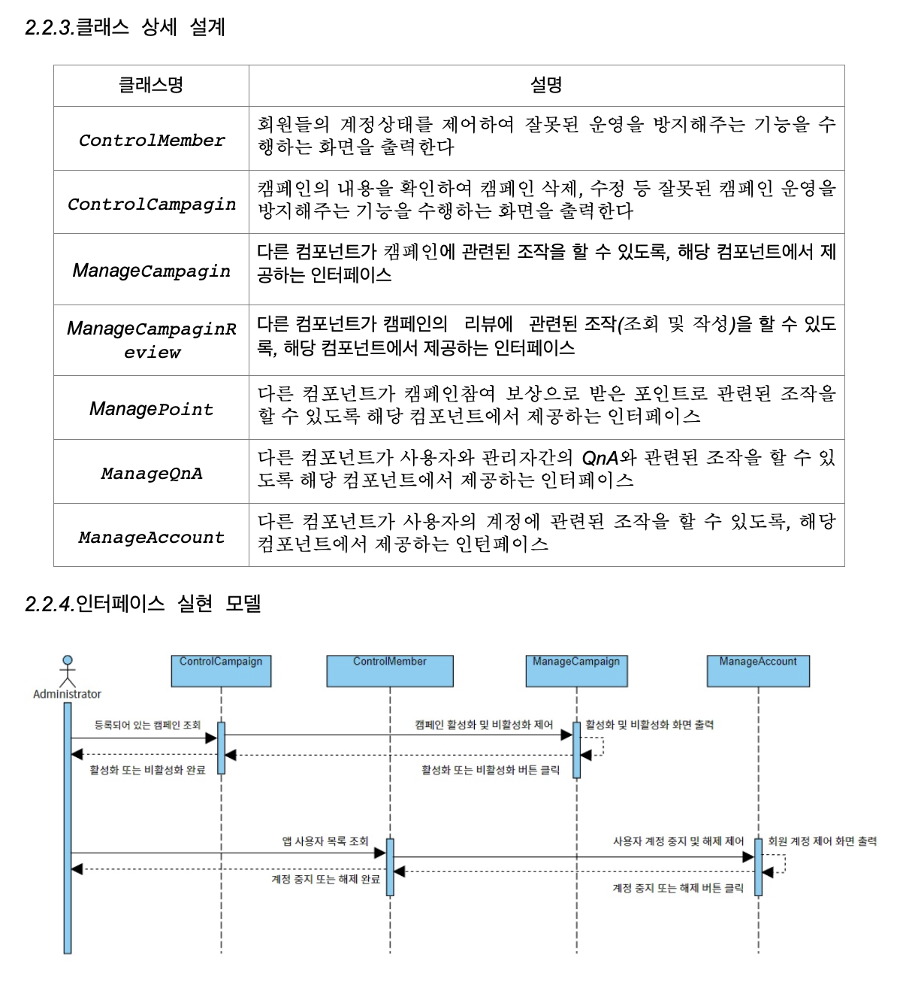 2.2.3.클래스 상세 설계
클래스명
설명
ControlMember
회원들의 계정상태를 제어하여 잘못된 운영을 방지해주는 기능을 수
행하는 화면을 출력한다
ControlCampagin
캠페인의 내용을 확인하여 캠페인 삭제, 수정 등 잘못된 캠페인 운영을
방지해주는 기능을 수행하는 화면을 출력한다
ManageCampagin
다른 컴포넌트가 캠페인에 관련된 조작을 할 수 있도록, 해당 컴포넌트에서 제
공하는 인터페이스
ManageCampaginR
eview
다른 컴포넌트가 캠페인의 리뷰에 관련된 조작(조회 및 작성)을 할 수 있도
록, 해당 컴포넌트에서 제공하는 인터페이스
ManagePoint
다른 컴포넌트가 캠페인참여 보상으로 받은 포인트로 관련된 조작을
할 수 있도록 해당 컴포넌트에서 제공하는 인터페이스
ManageQnA
다른 컴포넌트가 사용자와 관리자간의 QnA와 관련된 조작을 할 수 있
도록 해당 컴포넌트에서 제공하는 인터페이스
ManageAccount
다른 컴포넌트가 사용자의 계정에 관련된 조작을 할 수 있도록, 해당
컴포넌트에서 제공하는 인턴페이스
2.2.4.인터페이스 실현 모델
Administrator
ControlCampaign
ControlMember
ManageCampaign
ManageAccount
등록되어 있는 캠페인 조회
캠페인 활성화 및 비활성화 제어
활성화 및 비활성화 화면 출력
활성화 또는 비활성화 완료
활성화 또는 비활성화 버튼 클릭
앱 사용자 목록 조회
사용자 계정 중지 및 해제 제어
회원 계정 제어 화면 출력
계정 중지 또는 해제 완료
계정 중지 또는 해제 버튼 클릭